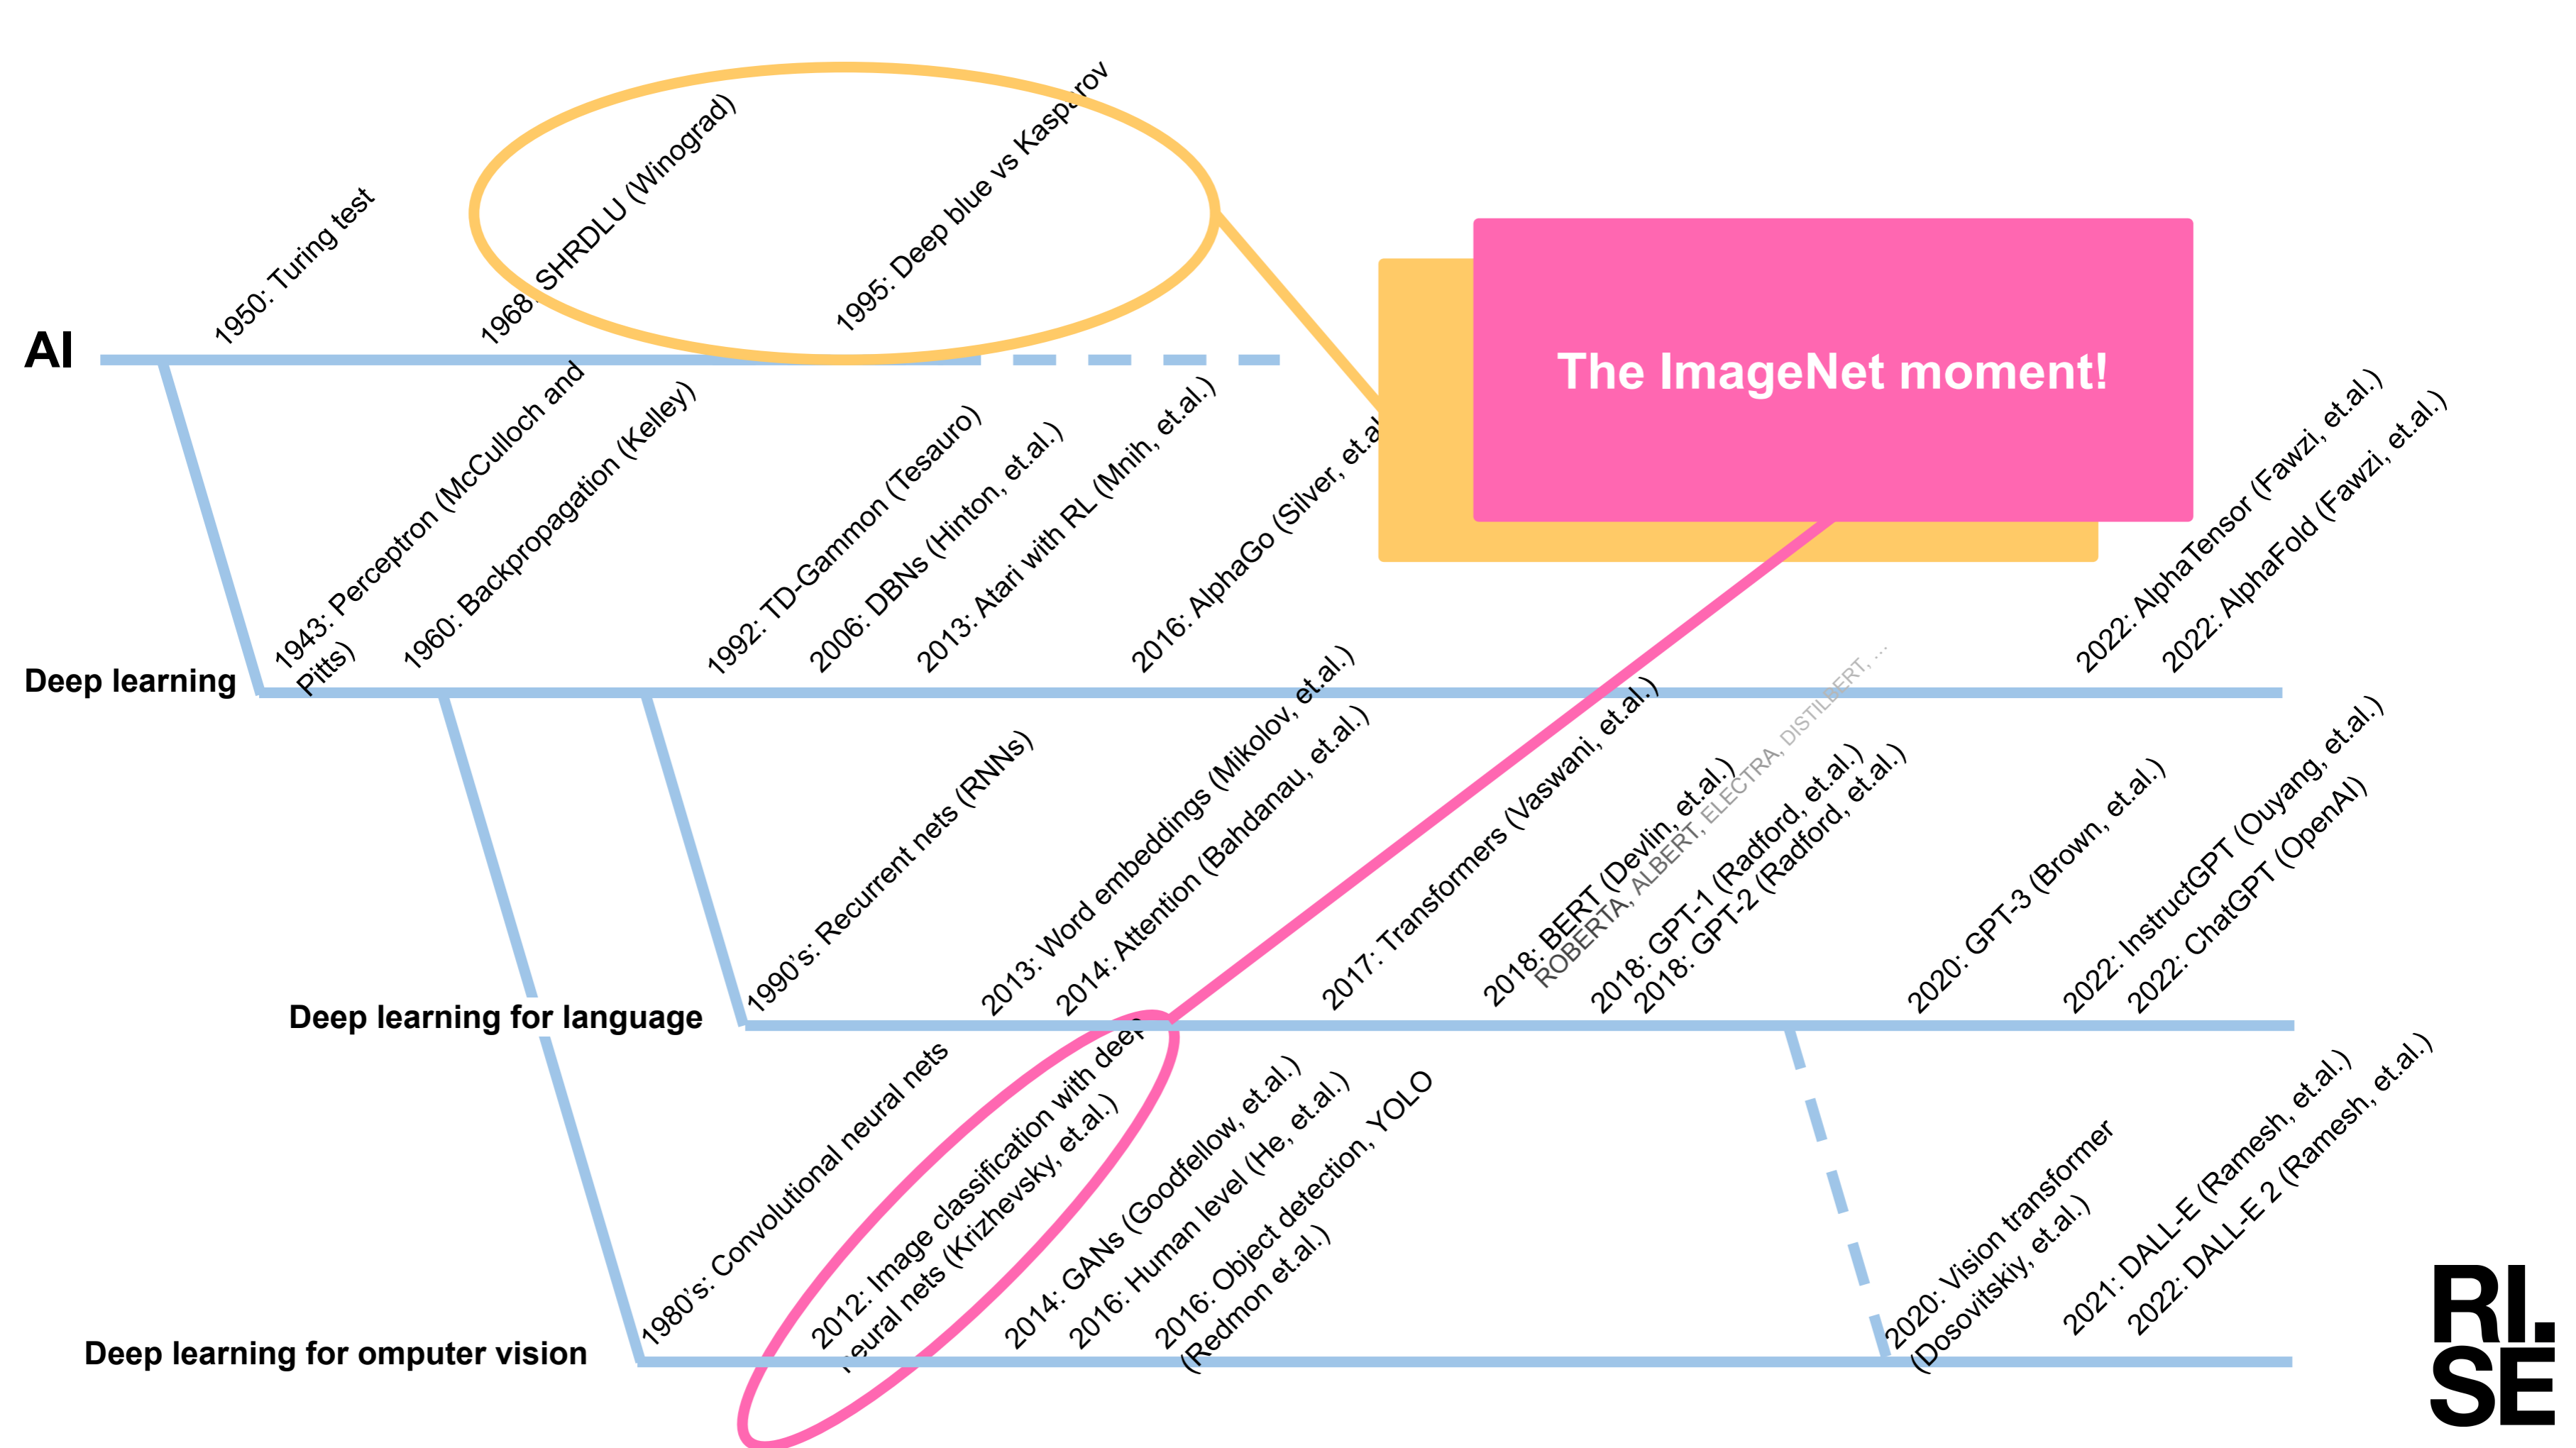 1950: Turing test
1968: SHRDLU (Winograd)
1995: Deep blue vs Kasparov
AI
The ImageNet moment!
1943: Perceptron (McCulloch and
Pitts)
1960: Backpropagation (Kelley)
1992: TD-Gammon (Tesauro)
2006: DBNs (Hinton, et.al.)
2013: Atari with RL (Mnih, et.al.)
2016: AlphaGo (Silver, et.al
2022: AlphaTensor (Fawzi, et.al.)
2022: AlphaFold (Fawzi, et.al.)
Deep learning
1990's: Recurrent nets (RNNs)
2013: Word embeddings (Mikolov, et.al.)
2014: Attention (Bahdanau, et.al.)
2017: Transformers (Vaswani, et.al.)
2018: BERT (Devlin, et.al.)
ROBERTA, ALBERT, ELECTRA, DISTILBERT, ...
2018: GPT-1 (Radford, et.al.)
2018: GPT-2 (Radford, et.al.)
2020: GPT-3 (Brown, et.al.)
2022: InstructGPT (Ouyang, et.al.)
2022: ChatGPT (OpenAI)
Deep learning for language
1980's: Convolutional neural nets
2012: Image classification with deep
neural nets (Krizhevsky, et.al.)
2014: GANs (Goodfellow, et.al.)
2016: Human level (He, et.al.)
2016: Object detection, YOLO
(Redmon et.al.)
2020: Vision transformer
(Dosovitskiy, et.al.)
2021: DALL-E (Ramesh, et.al.)
2022: DALL-E 2 (Ramesh, et.al.)
Deep learning for omputer vision
RI.
SE